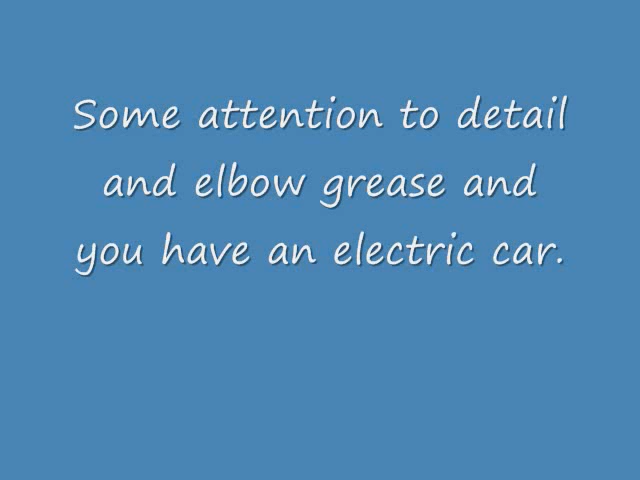 Some attention to detail
and elbow grease and
you have an electric car.